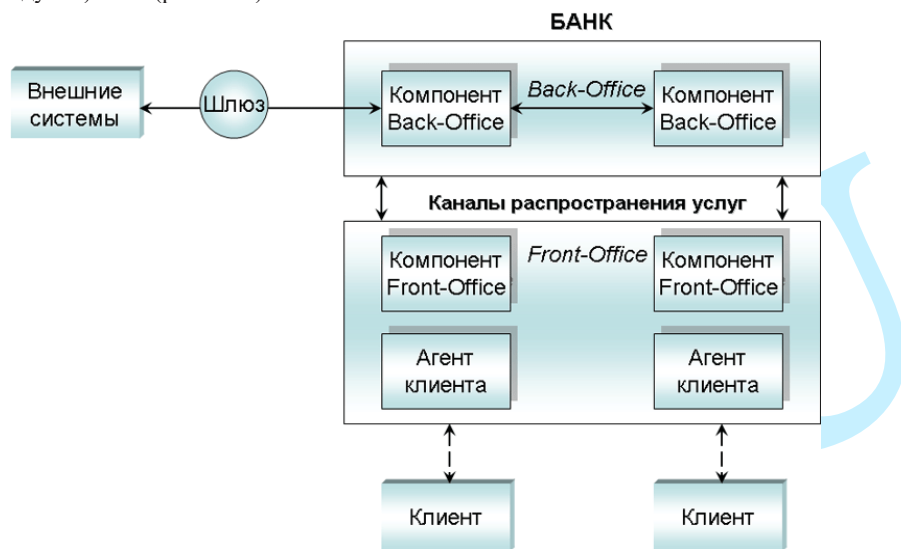 БАНК
Внешние
системы
Шлюз
Компонент
Back-Office
Back-Office
Компонент
Back-Office
Каналы распространения услуг
Компонент
Front-Office
Front-Office
Компонент
Front-Office
Агент
клиента
Агент
клиента
Клиент
Клиент